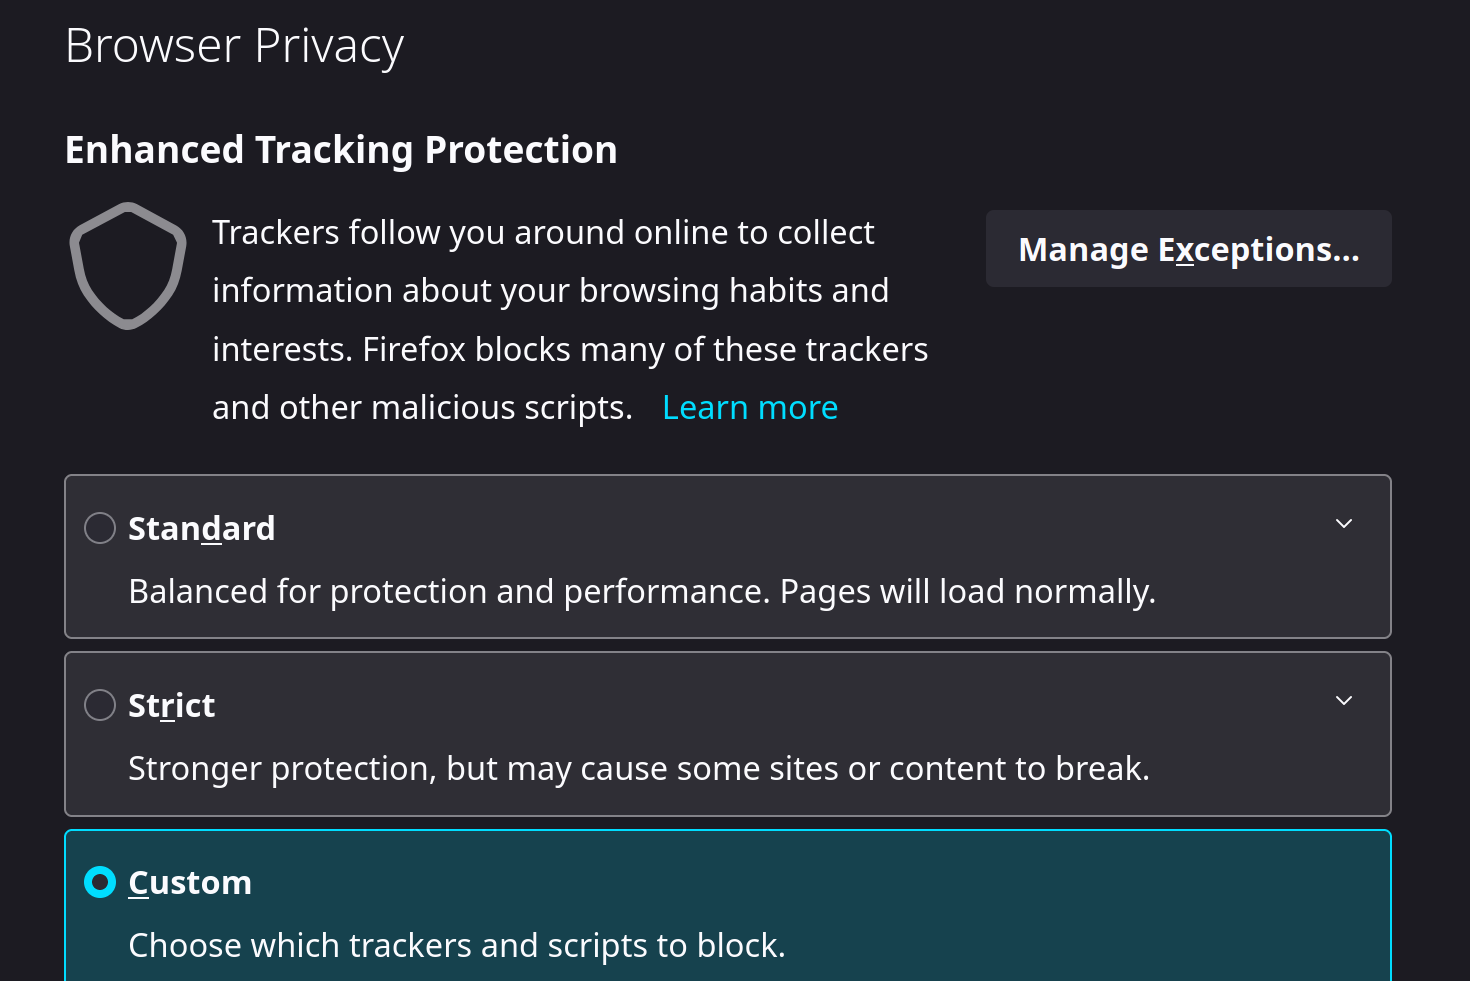 Browser Privacy
Enhanced Tracking Protection
Trackers follow you around online to collect
information about your browsing habits and
interests. Firefox blocks many of these trackers
and other malicious scripts. Learn more
Manage Exceptions...
Standard
Balanced for protection and performance. Pages will load normally.
Strict
Stronger protection, but may cause some sites or content to break.
Custom
Choose which trackers and scripts to block.